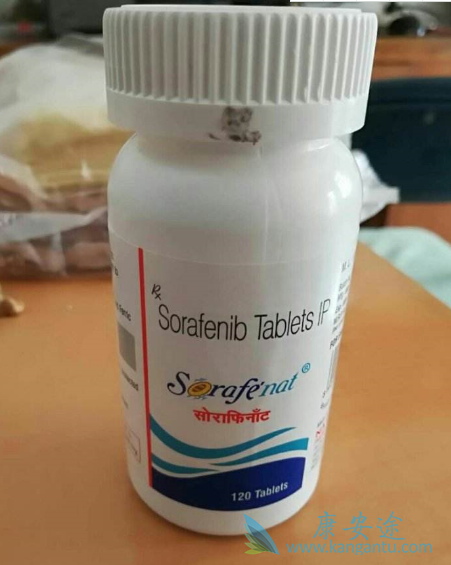 Rx
Sorafenib Tablets IP
Sorafenat ®
सोराफिनाँट
120 Tablets
康安途
www.kangantu.com